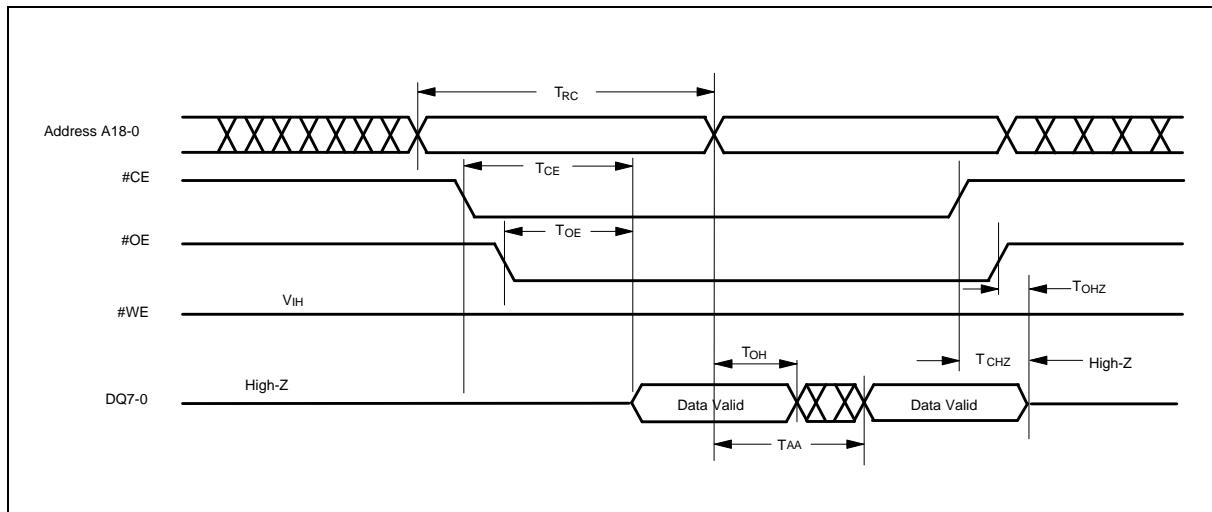 TRC
Address A18-0
TCE
#CE
TOE
#OE
TOHZ
VIH
#WE
TOH
TCHZ
High-Z
High-Z
DQ7-0
Data Valid
Data Valid
TAA